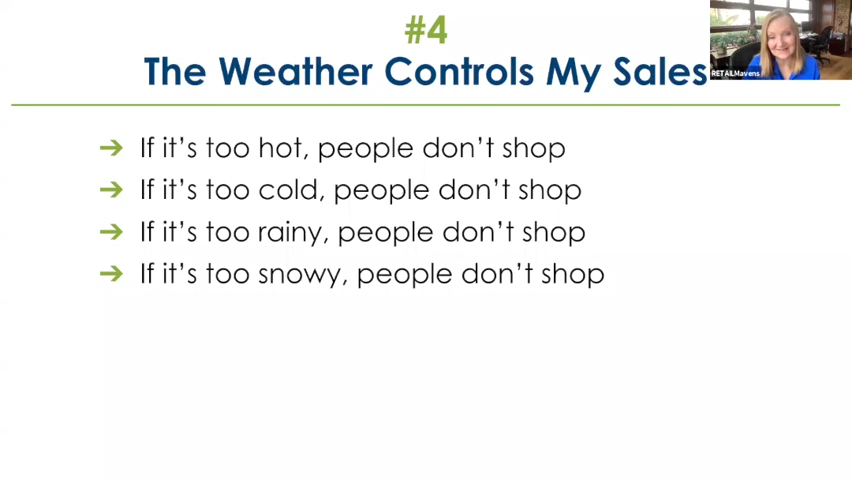 #4
The Weather Controls My Sales
RETAILMavens
➔ If it's too hot, people don't shop
➔ If it's too cold, people don't shop
➔ If it's too rainy, people don't shop
➔ If it's too snowy, people don't shop